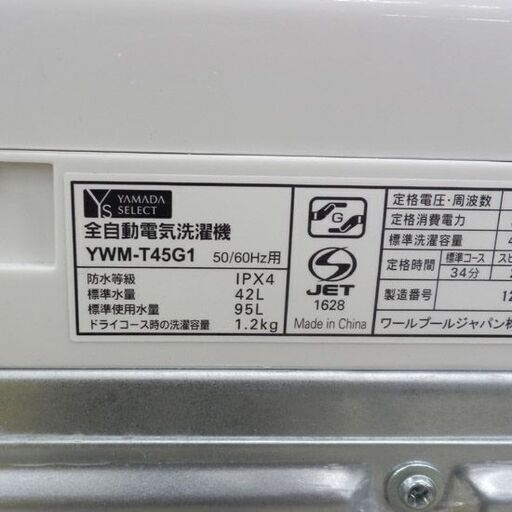 YS YAMADA SELECT
全自動電気洗濯機
YWM-T45G1 50/60Hz用
防水等級 IPX4
標準水量 42L
標準使用水量 95L
ドライコース時の洗濯容量 1.2kg
G
JET
1628
Made in China
定格電圧・周波数
定格消費電力
標準洗濯容量 4
定格時間 標準コース
34分
製造番号 12
ワールプールジャパン株